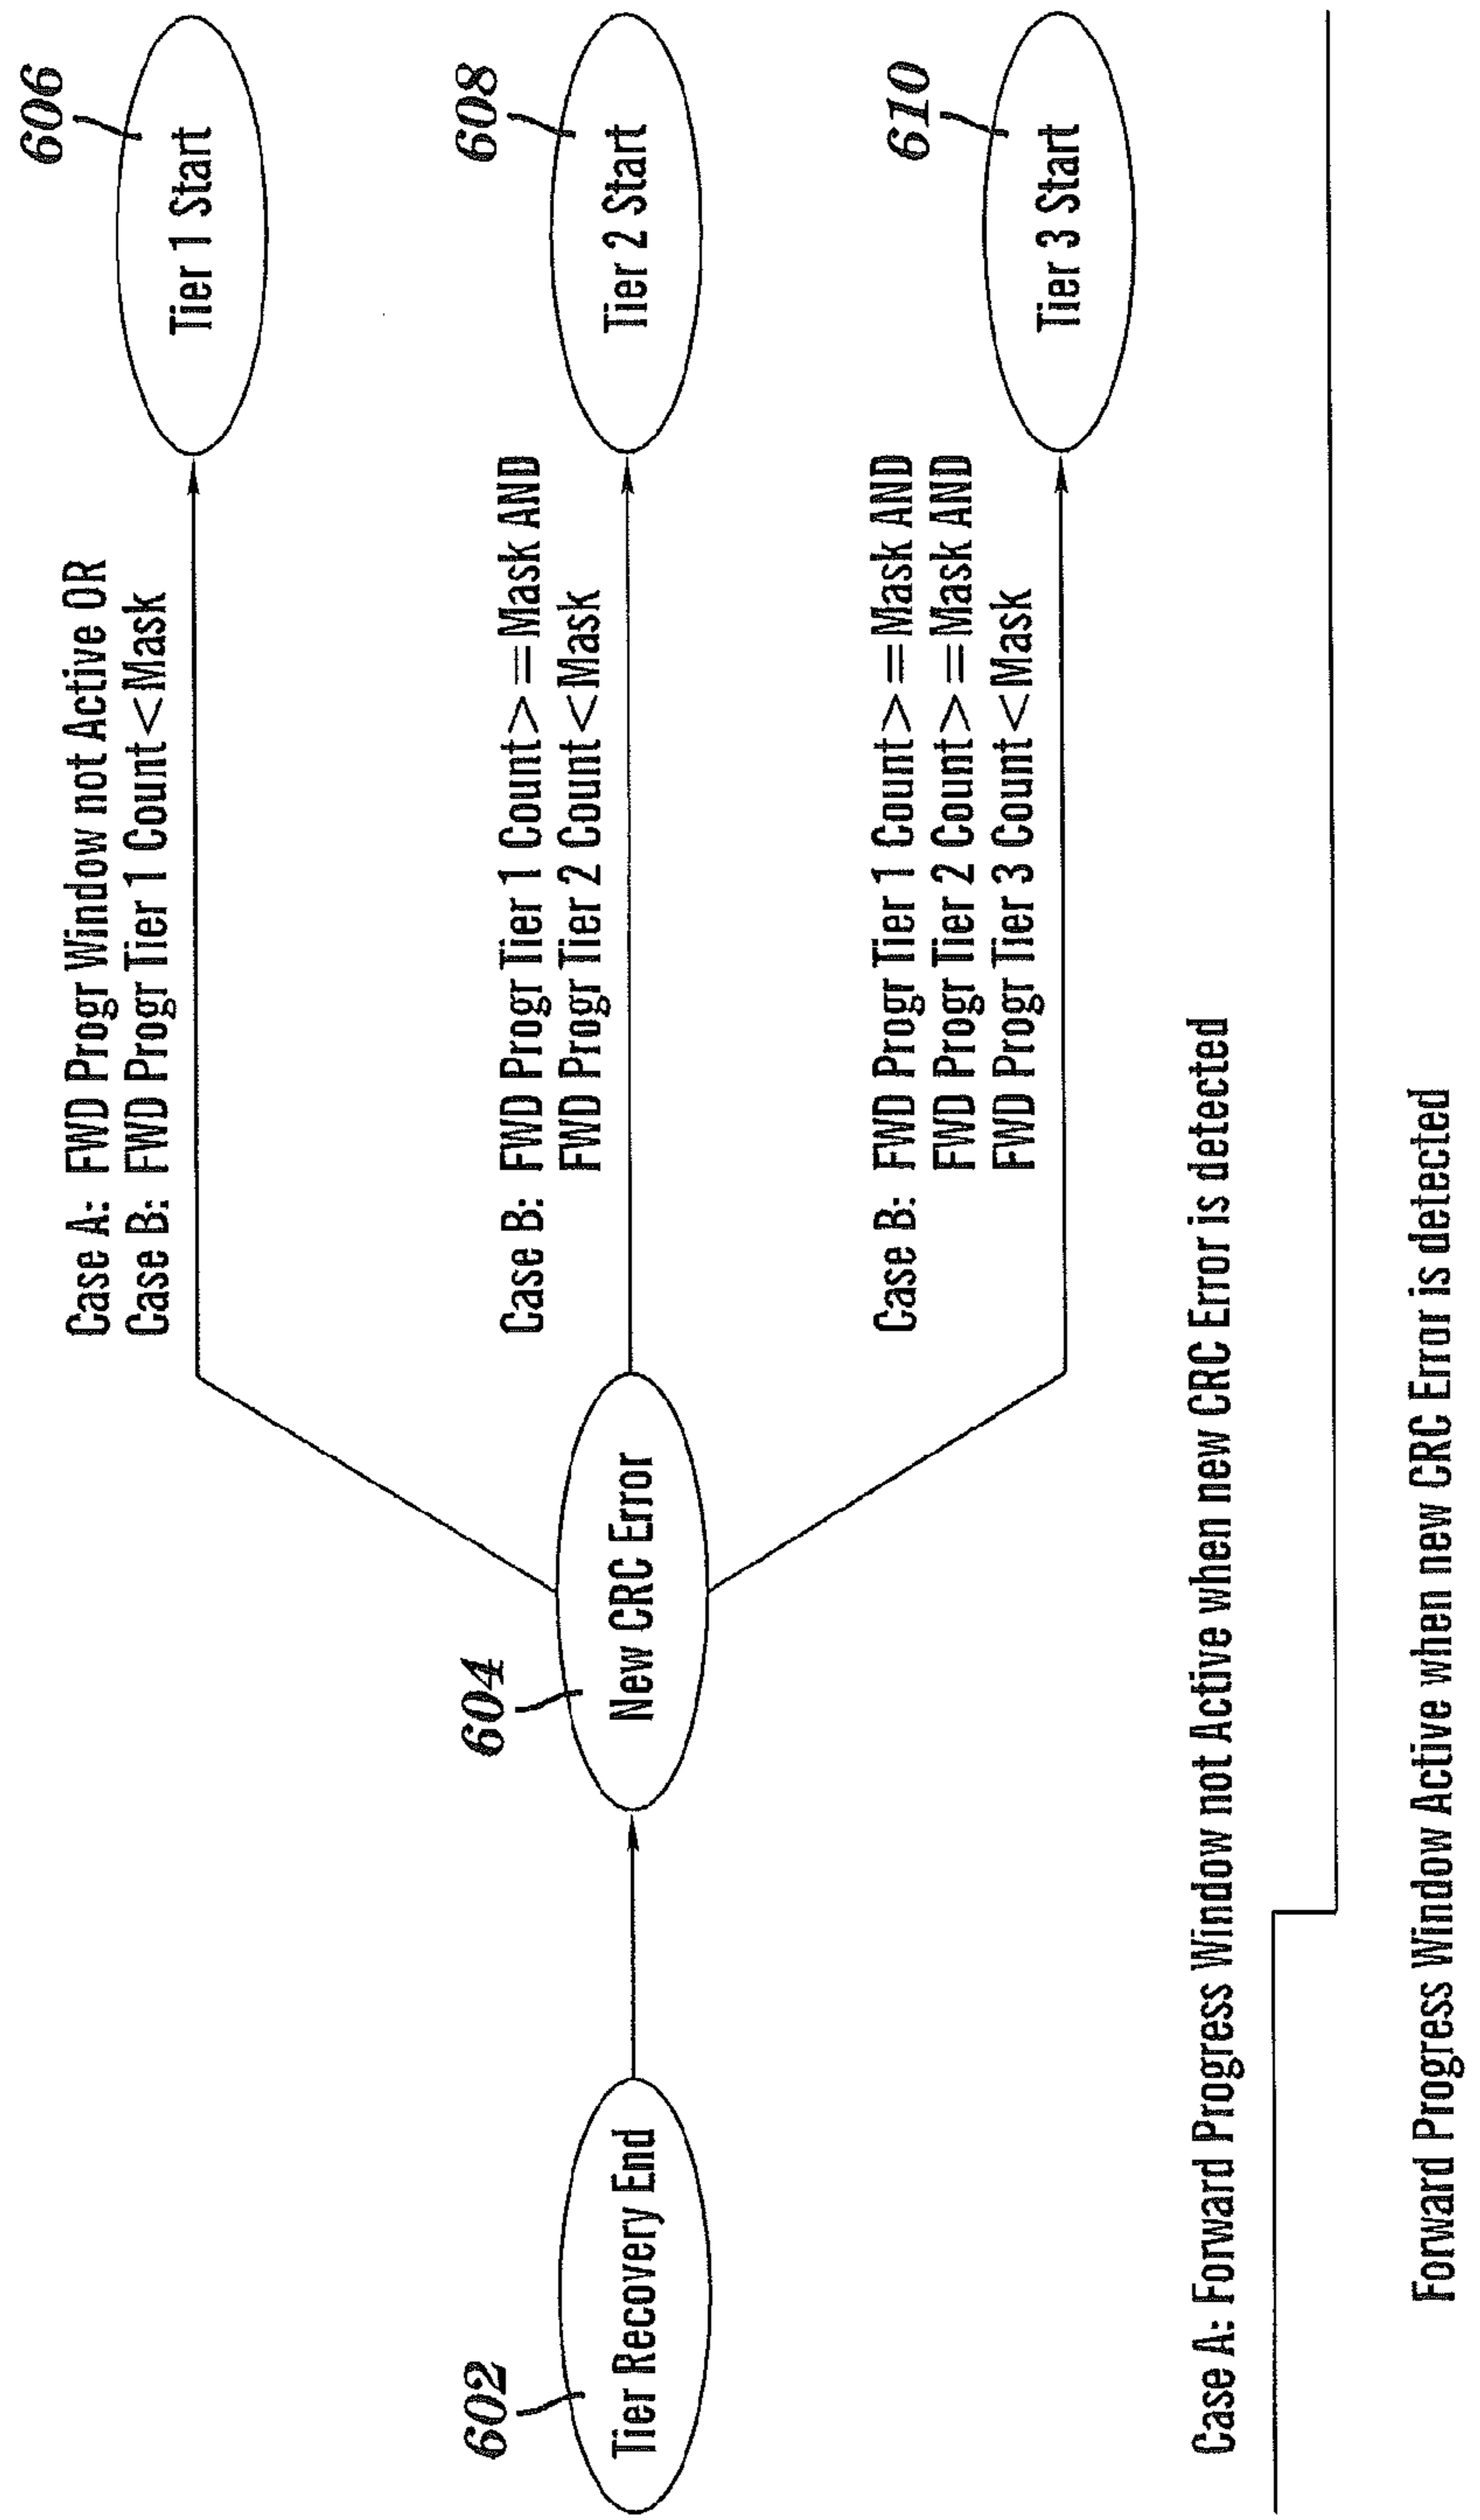 606
Case A: FWD Progr Window not Active OR
Case B: FWD Progr Tier 1 Count<Mask
Tier 1 Start
602
Tier Recovery End
604
New CRC Error
608
Case B: FWD Progr Tier 1 Count>=Mask AND
FWD Progr Tier 2 Count<Mask
Tier 2 Start
610
Case B: FWD Progr Tier 1 Count>=Mask AND
FWD Progr Tier 2 Count>=Mask AND
FWD Progr Tier 3 Count<Mask
Tier 3 Start
Case A: Forward Progress Window not Active when new CRC Error is detected
Forward Progress Window Active when new CRC Error is detected